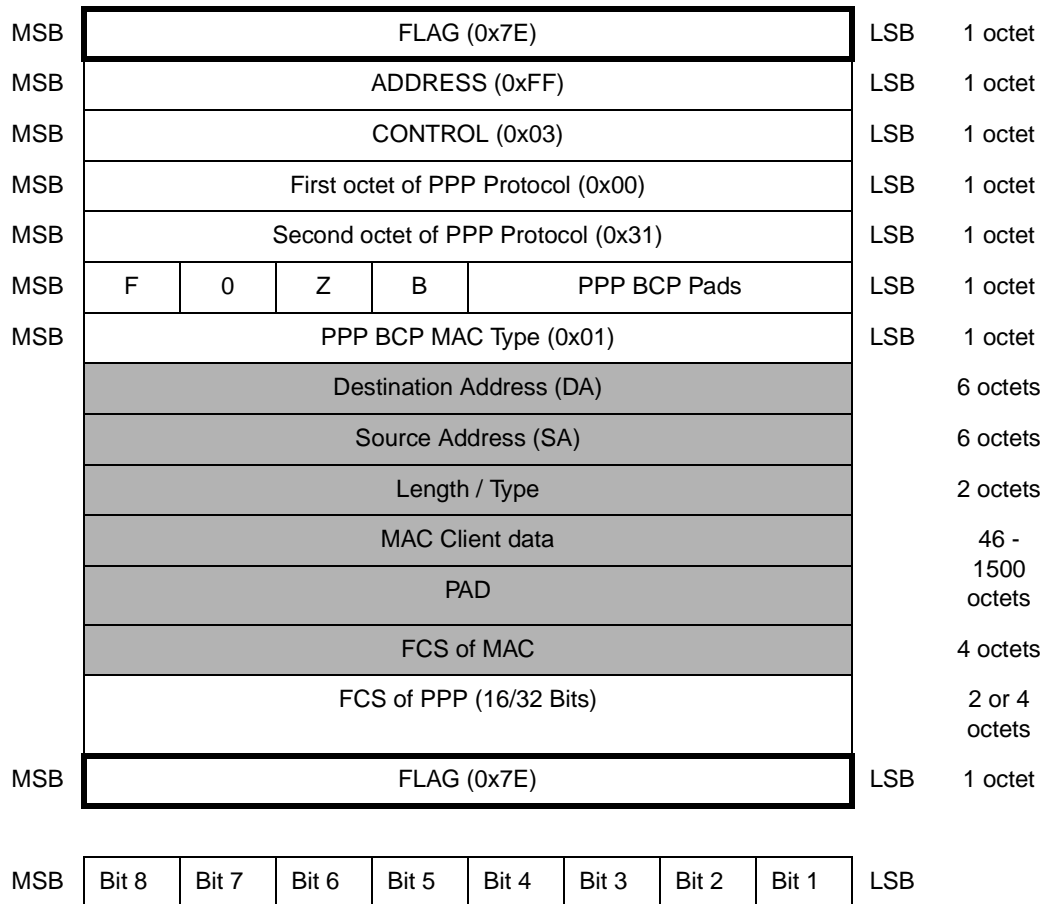 MSB FLAG (0x7E) LSB 1 octet
MSB ADDRESS (0xFF) LSB 1 octet
MSB CONTROL (0x03) LSB 1 octet
MSB First octet of PPP Protocol (0x00) LSB 1 octet
MSB Second octet of PPP Protocol (0x31) LSB 1 octet
MSB F 0 Z B PPP BCP Pads LSB 1 octet
MSB PPP BCP MAC Type (0x01) LSB 1 octet
Destination Address (DA) 6 octets
Source Address (SA) 6 octets
Length / Type 2 octets
MAC Client data 46 -
1500
PAD octets
FCS of MAC 4 octets
FCS of PPP (16/32 Bits) 2 or 4
octets
MSB FLAG (0x7E) LSB 1 octet
MSB Bit 8 Bit 7 Bit 6 Bit 5 Bit 4 Bit 3 Bit 2 Bit 1 LSB